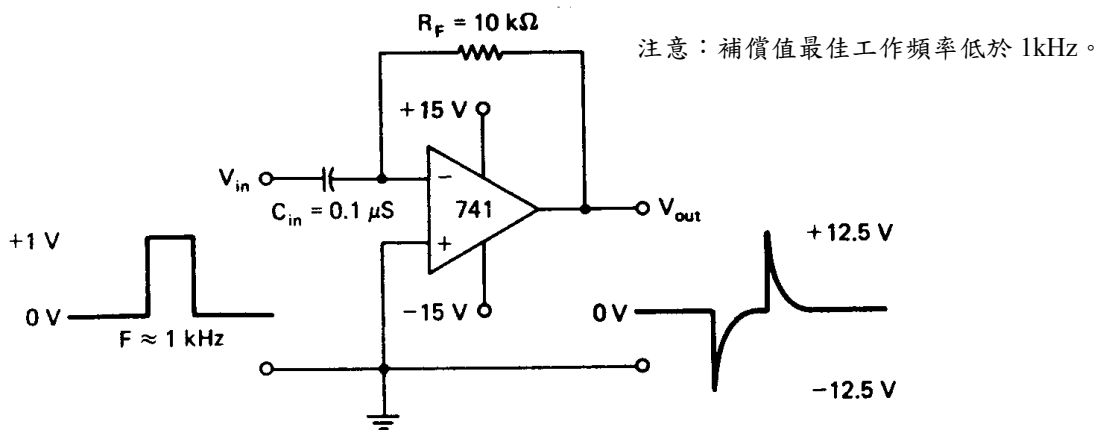 R_F = 10 kΩ
注意：補償值最佳工作頻率低於 1kHz。
+15 V
V_in
−
C_in = 0.1 μS
741
V_out
+
+1 V
+12.5 V
0 V
−15 V
0 V
F ≈ 1 kHz
−12.5 V